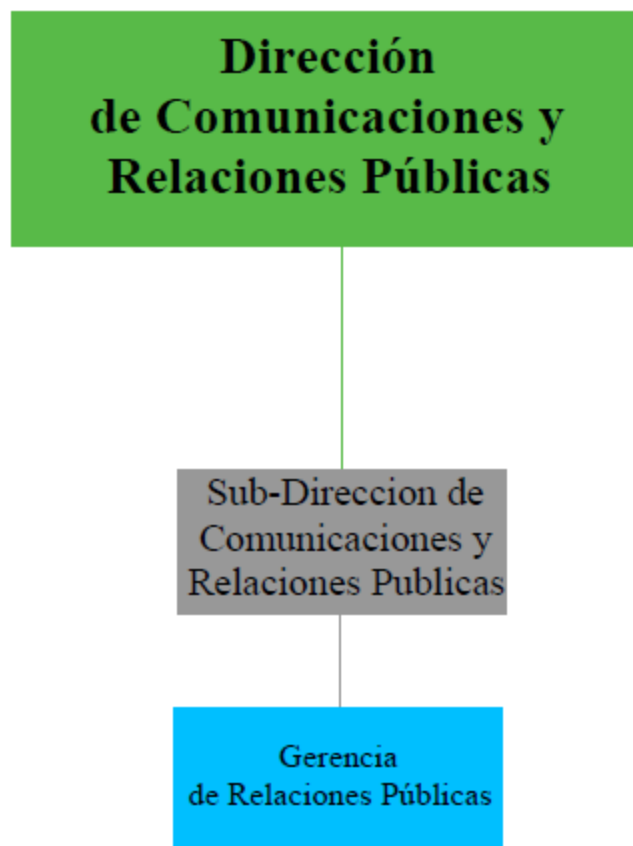 Dirección
de Comunicaciones y
Relaciones Públicas
Sub-Direccion de
Comunicaciones y
Relaciones Publicas
Gerencia
de Relaciones Públicas